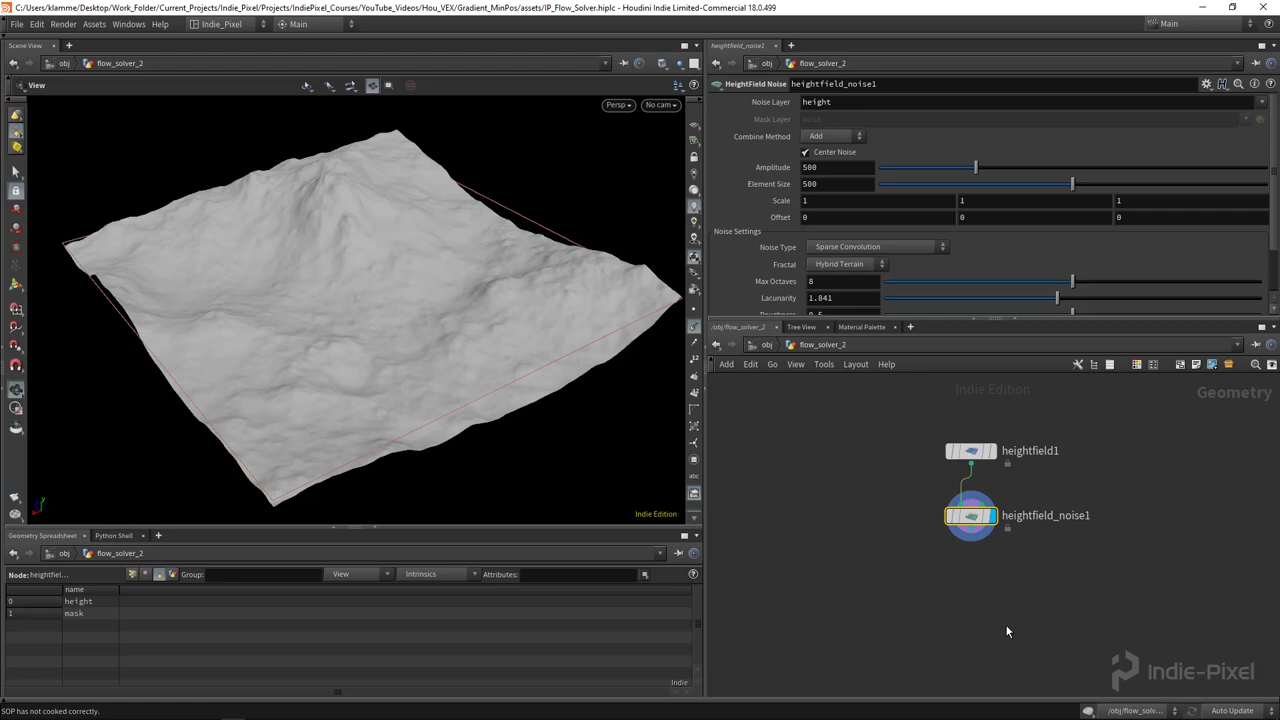 C:/Users/klamme/Desktop/Work_Folder/Current_Projects/Indie_Pixel/Projects/IndiePixel_Courses/YouTube_Videos/Hou_VEX/Gradient_MinPos/assets/IP_Flow_Solver.hiplc - Houdini Indie Limited-Commercial 18.0.499
File Edit Render Assets Windows Help Indie_Pixel Main Main
Scene View
obj flow_solver_2
View
Persp No cam
Indie Edition
Geometry Spreadsheet Python Shell
obj flow_solver_2
Node: heightfiel... Group: View Intrinsics Attributes:
name
0 height
1 mask
Indie
heightfield_noise1
obj flow_solver_2
HeightField Noise heightfield_noise1
Noise Layer height
Mask Layer mask
Combine Method Add
Center Noise
Amplitude 500
Element Size 500
Scale 1 1 1
Offset 0 0 0
Noise Settings
Noise Type Sparse Convolution
Fractal Hybrid Terrain
Max Octaves 8
Lacunarity 1.841
/obj/flow_solver_2 Tree View Material Palette
obj flow_solver_2
Add Edit Go View Tools Layout Help
Indie Edition
Geometry
heightfield1
heightfield_noise1
Indie-Pixel
SOP has not cooked correctly.
/obj/flow_solv... Auto Update